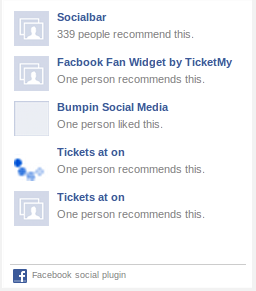 Socialbar
339 people recommend this.
Facbook Fan Widget by TicketMy
One person recommends this.
Bumpin Social Media
One person liked this.
Tickets at on
One person recommends this.
Tickets at on
One person recommends this.
Facebook social plugin